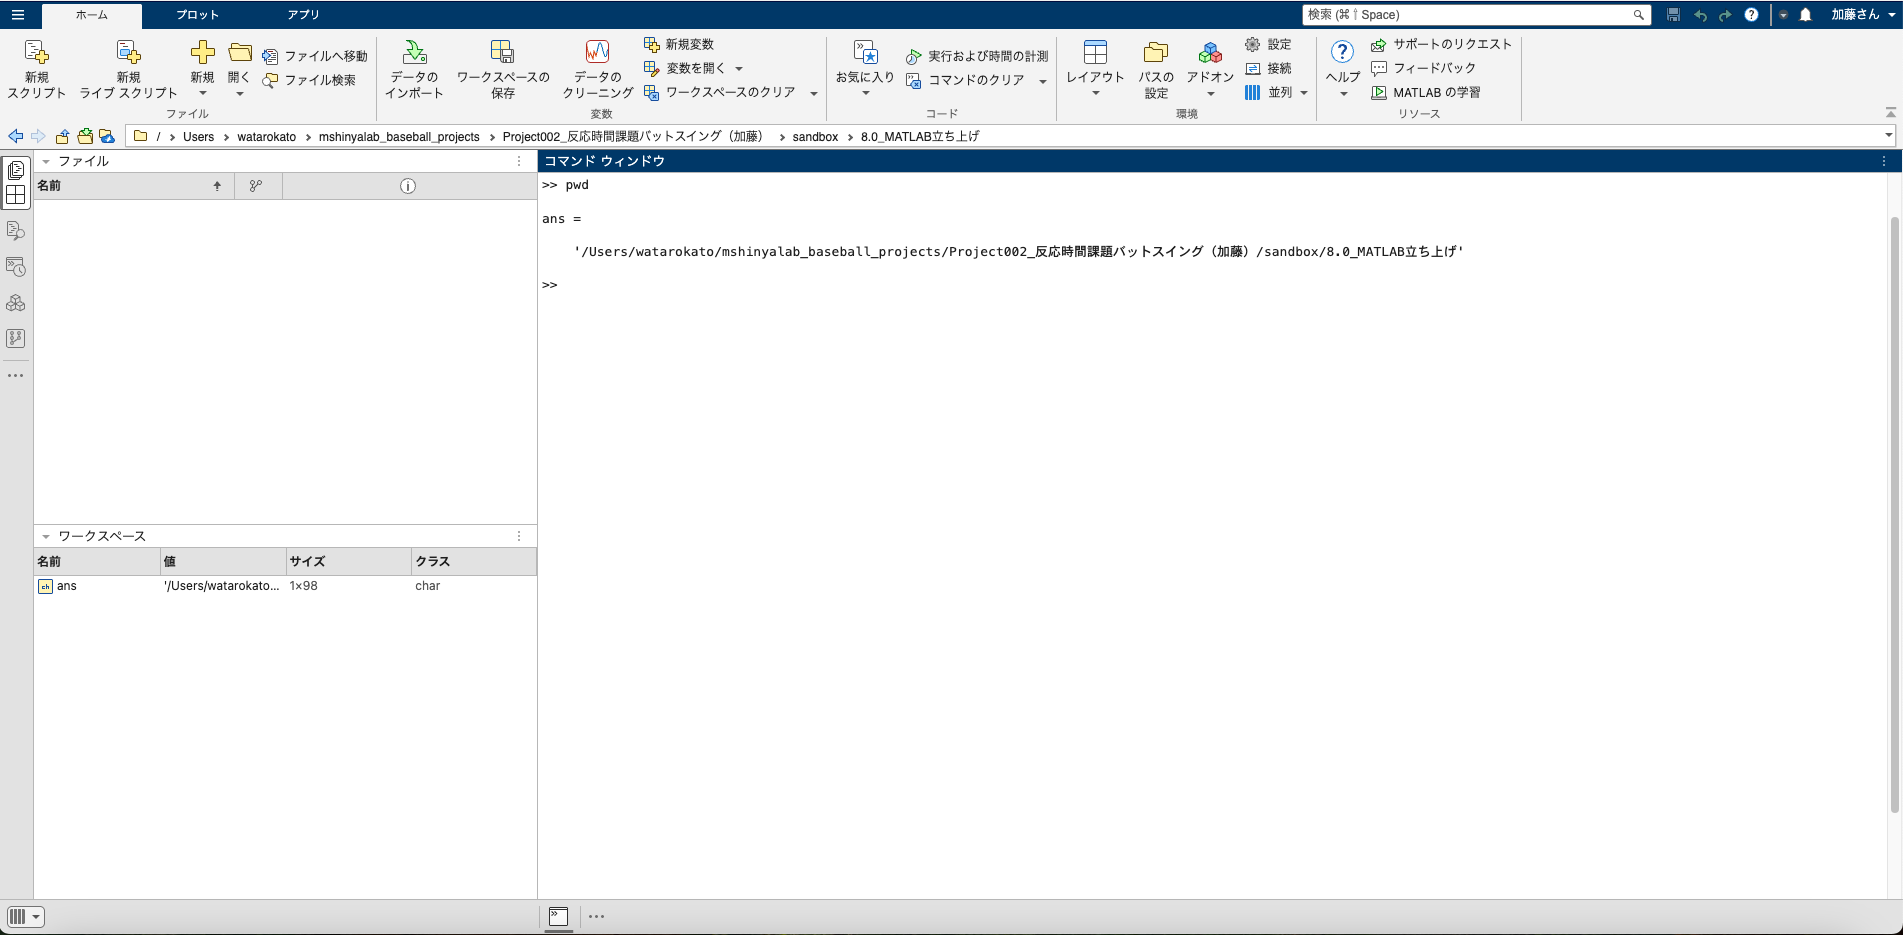 ホーム プロット アプリ 検索 (⌘⇧Space) 加藤さん
新規 スクリプト
新規 ライブ スクリプト
新規
開く
ファイルへ移動
ファイル検索
ファイル
データの インポート
ワークスペースの 保存
データの クリーニング
新規変数
変数を開く
ワークスペースのクリア
変数
お気に入り
実行および時間の計測
コマンドのクリア
コード
レイアウト
パスの 設定
アドオン
設定
接続
並列
環境
ヘルプ
サポートのリクエスト
フィードバック
MATLAB の学習
リソース
/ › Users › watarokato › mshinyalab_baseball_projects › Project002_反応時間課題バットスイング（加藤） › sandbox › 8.0_MATLAB立ち上げ
ファイル
名前
コマンド ウィンドウ
>> pwd
ans =
'/Users/watarokato/mshinyalab_baseball_projects/Project002_反応時間課題バットスイング（加藤）/sandbox/8.0_MATLAB立ち上げ'
>>
ワークスペース
名前 値 サイズ クラス
ans '/Users/watarokato... 1×98 char